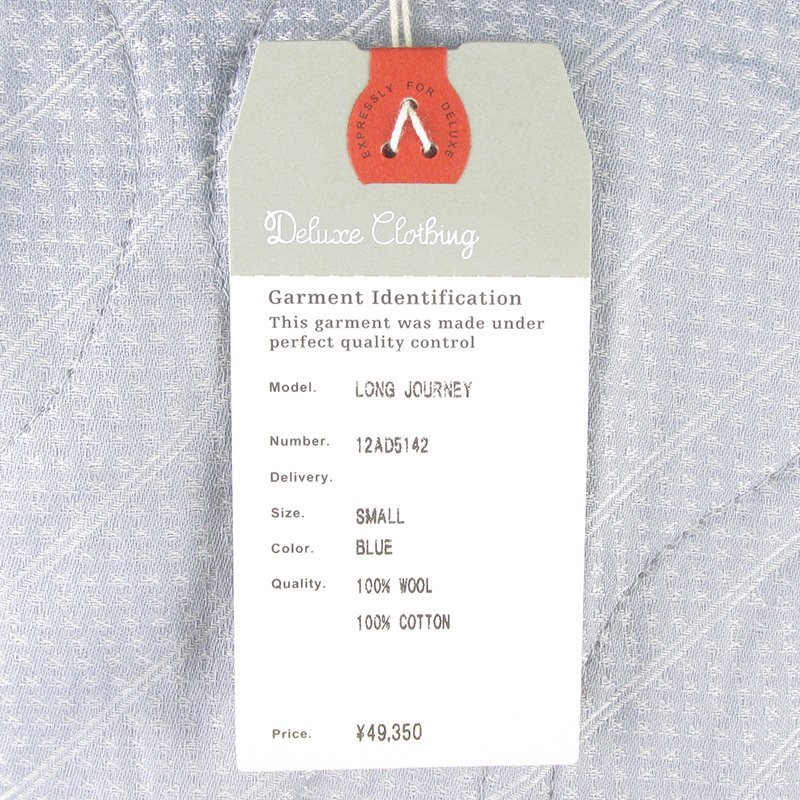 EXPRESSLY FOR DELUXE
Deluxe Clothing
Garment Identification
This garment was made under
perfect quality control
Model. LONG JOURNEY
Number. 12AD5142
Delivery.
Size. SMALL
Color. BLUE
Quality. 100% WOOL
100% COTTON
Price. ¥49,350